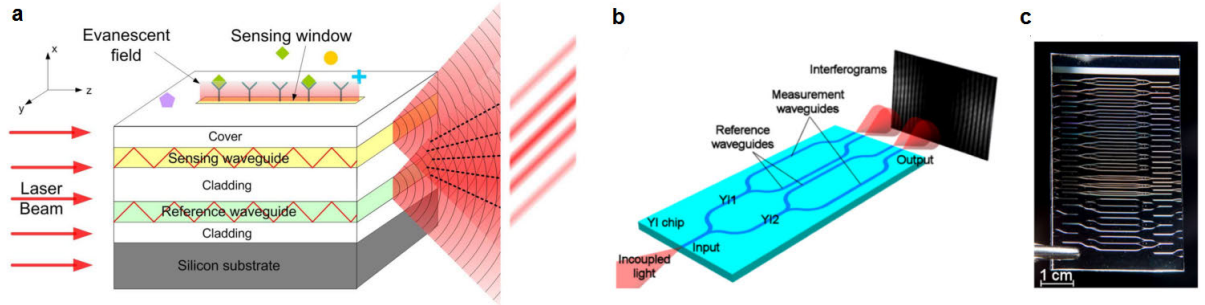 a
Evanescent
field
Sensing window
x
z
y
Cover
Sensing waveguide
Cladding
Laser
Beam
Reference waveguide
Cladding
Silicon substrate
b
Interferograms
Measurement
waveguides
Reference
waveguides
Output
YI1
YI2
YI chip
Input
Incoupled
light
c
1 cm